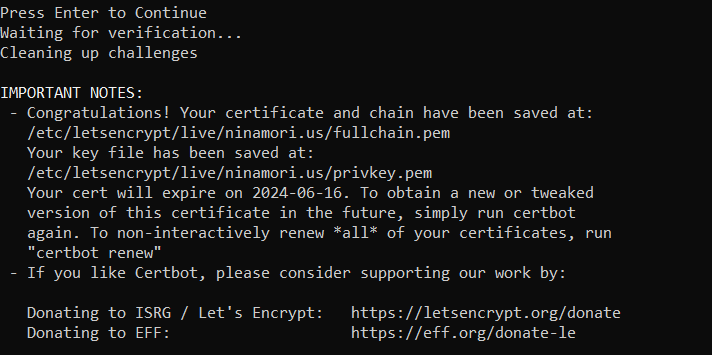 Press Enter to Continue
Waiting for verification...
Cleaning up challenges
IMPORTANT NOTES:
- Congratulations! Your certificate and chain have been saved at:
/etc/letsencrypt/live/ninamori.us/fullchain.pem
Your key file has been saved at:
/etc/letsencrypt/live/ninamori.us/privkey.pem
Your cert will expire on 2024-06-16. To obtain a new or tweaked
version of this certificate in the future, simply run certbot
again. To non-interactively renew *all* of your certificates, run
"certbot renew"
- If you like Certbot, please consider supporting our work by:
Donating to ISRG / Let's Encrypt: https://letsencrypt.org/donate
Donating to EFF: https://eff.org/donate-le